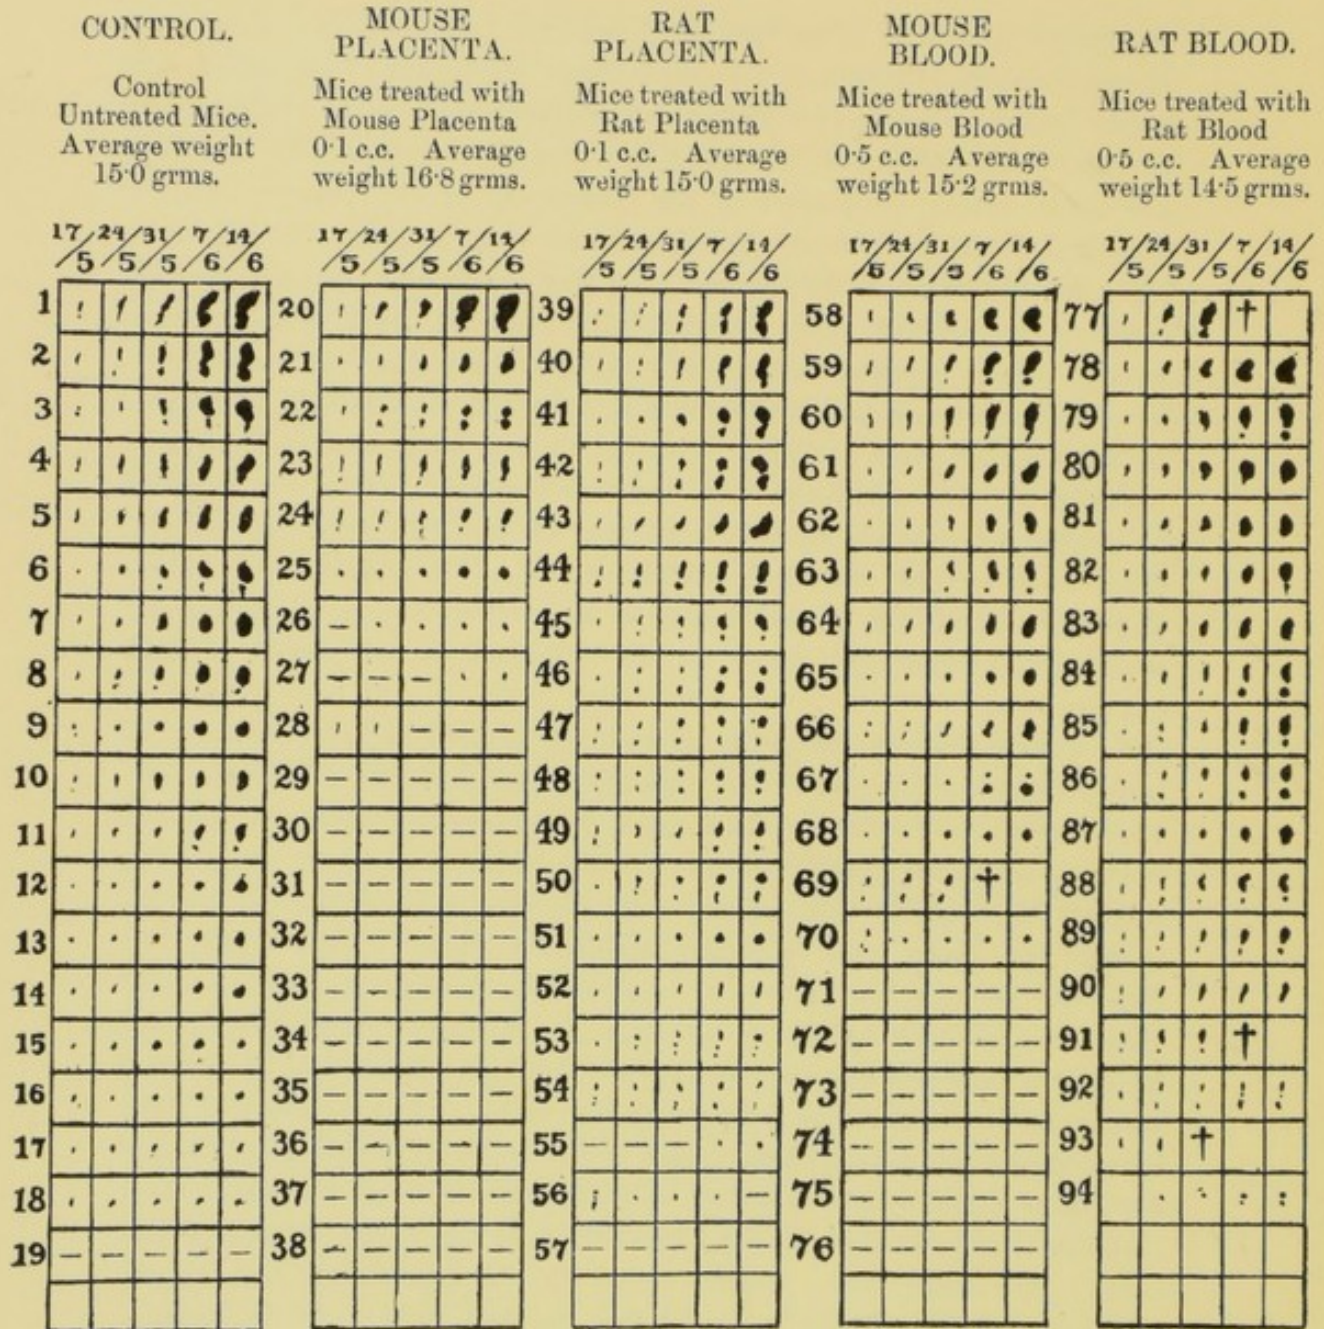 CONTROL.
Control
Untreated Mice.
Average weight
15·0 grms.
17/5 24/5 31/5 7/6 14/6
1
2
3
4
5
6
7
8
9
10
11
12
13
14
15
16
17
18
19
MOUSE
PLACENTA.
Mice treated with
Mouse Placenta
0·1 c.c. Average
weight 16·8 grms.
17/5 24/5 31/5 7/6 14/6
20
21
22
23
24
25
26
27
28
29
30
31
32
33
34
35
36
37
38
RAT
PLACENTA.
Mice treated with
Rat Placenta
0·1 c.c. Average
weight 15·0 grms.
17/5 24/5 31/5 7/6 14/6
39
40
41
42
43
44
45
46
47
48
49
50
51
52
53
54
55
56
57
MOUSE
BLOOD.
Mice treated with
Mouse Blood
0·5 c.c. Average
weight 15·2 grms.
17/5 24/5 31/5 7/6 14/6
58
59
60
61
62
63
64
65
66
67
68
69
70
71
72
73
74
75
76
RAT BLOOD.
Mice treated with
Rat Blood
0·5 c.c. Average
weight 14·5 grms.
17/5 24/5 31/5 7/6 14/6
77
78
79
80
81
82
83
84
85
86
87
88
89
90
91
92
93
94